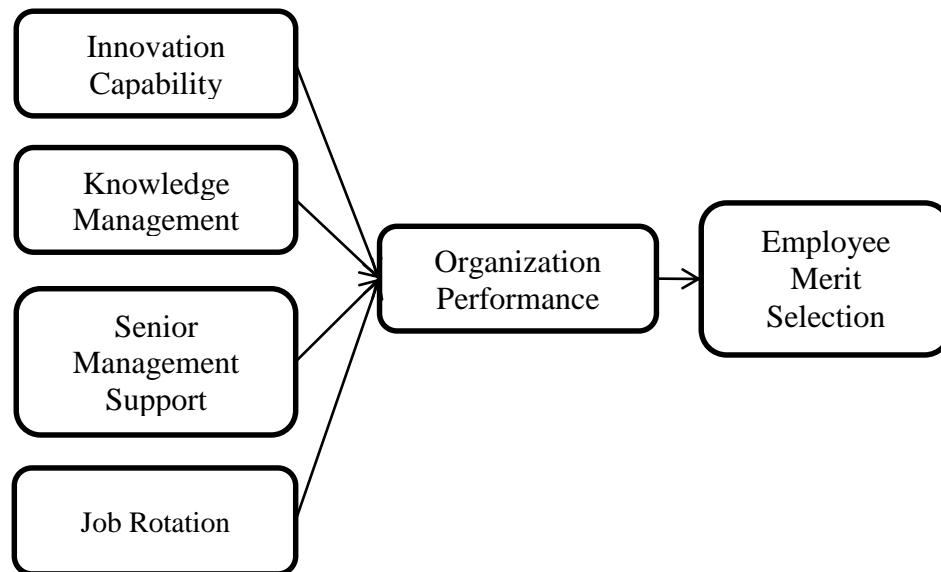 Innovation
Capability
Knowledge
Management
Senior
Management
Support
Job Rotation
Organization
Performance
Employee
Merit
Selection